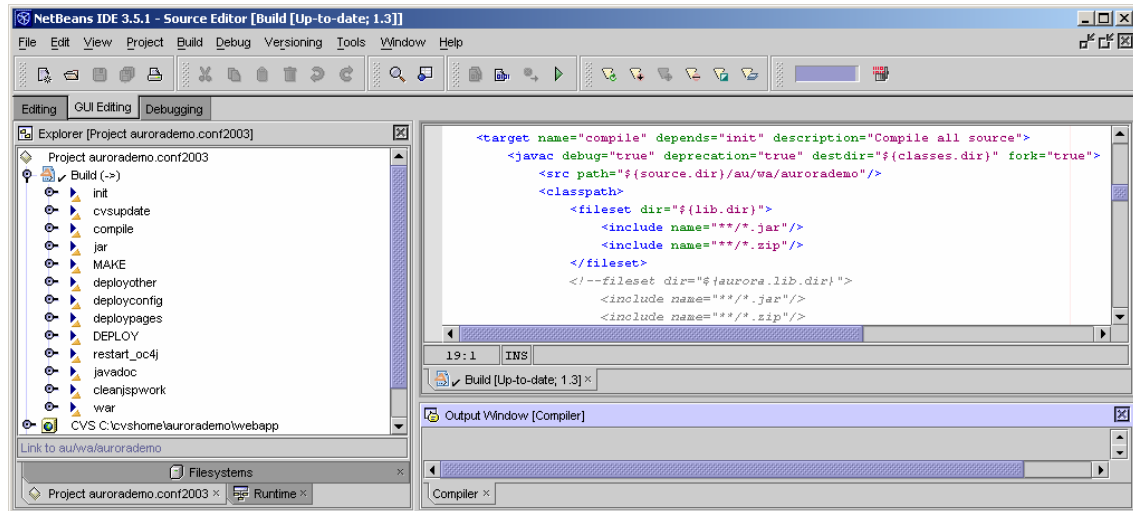 NetBeans IDE 3.5.1 - Source Editor [Build [Up-to-date; 1.3]]
File Edit View Project Build Debug Versioning Tools Window Help
Editing GUI Editing Debugging
Explorer [Project aurorademo.conf2003]
Project aurorademo.conf2003
Build (->)
init
cvsupdate
compile
jar
MAKE
deployother
deployconfig
deploypages
DEPLOY
restart_oc4j
javadoc
cleanjspwork
war
CVS C:\cvshome\aurorademo\webapp
Link to au/wa/aurorademo
Filesystems
Project aurorademo.conf2003 Runtime
<target name="compile" depends="init" description="Compile all source">
<javac debug="true" deprecation="true" destdir="${classes.dir}" fork="true">
<src path="${source.dir}/au/wa/aurorademo"/>
<classpath>
<fileset dir="${lib.dir}">
<include name="**/*.jar"/>
<include name="**/*.zip"/>
</fileset>
<!--fileset dir="${aurora.lib.dir}">
<include name="**/*.jar"/>
<include name="**/*.zip"/>
19:1 INS
Build [Up-to-date; 1.3]
Output Window [Compiler]
Compiler